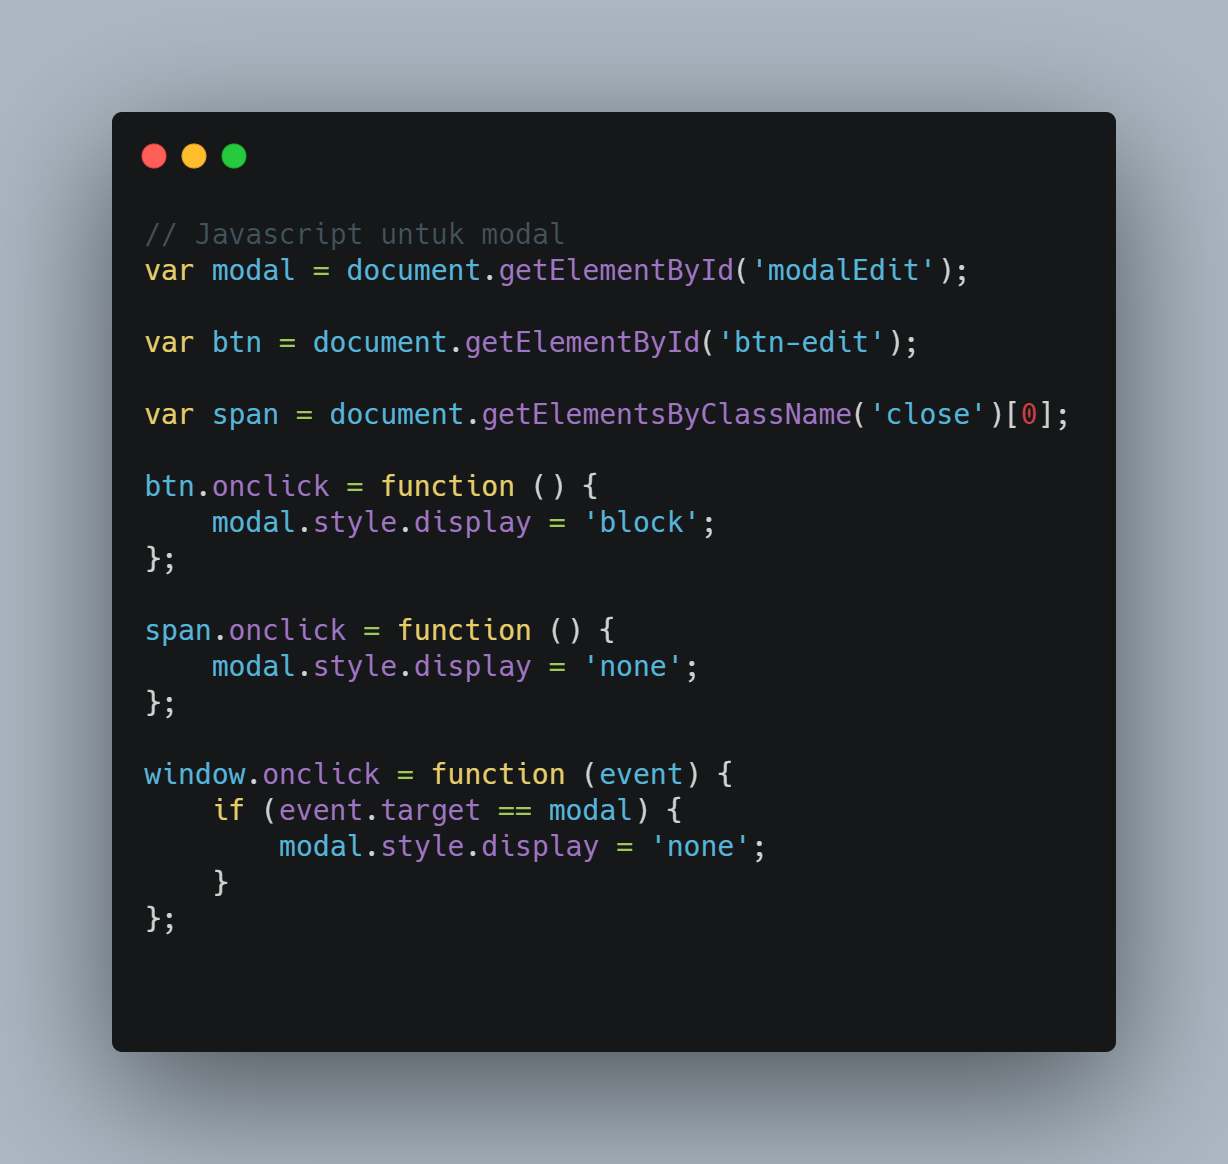 // Javascript untuk modal
var modal = document.getElementById('modalEdit');
var btn = document.getElementById('btn-edit');
var span = document.getElementsByClassName('close')[0];
btn.onclick = function () {
    modal.style.display = 'block';
};
span.onclick = function () {
    modal.style.display = 'none';
};
window.onclick = function (event) {
    if (event.target == modal) {
        modal.style.display = 'none';
    }
};